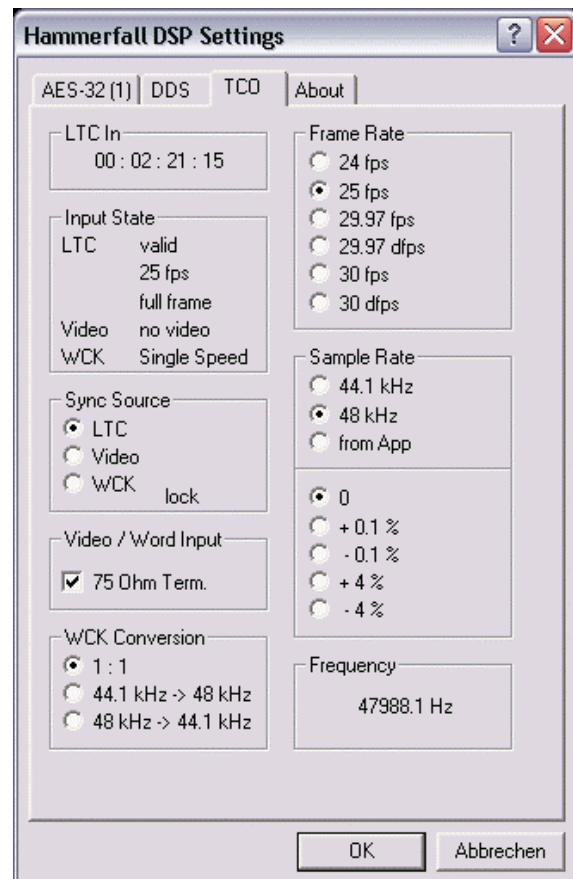 Hammerfall DSP Settings
AES-32 (1) DDS TCO About
LTC In
00 : 02 : 21 : 15
Input State
LTC valid
25 fps
full frame
Video no video
WCK Single Speed
Sync Source
LTC
Video
WCK
lock
Video / Word Input
75 Ohm Term.
WCK Conversion
1 : 1
44.1 kHz -> 48 kHz
48 kHz -> 44.1 kHz
Frame Rate
24 fps
25 fps
29.97 fps
29.97 dfps
30 fps
30 dfps
Sample Rate
44.1 kHz
48 kHz
from App
0
+ 0.1 %
- 0.1 %
+ 4 %
- 4 %
Frequency
47988.1 Hz
OK Abbrechen